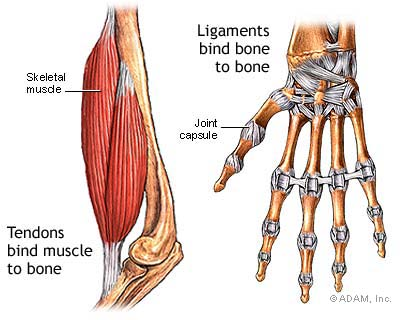 Skeletal
muscle
Tendons
bind muscle
to bone
Ligaments
bind bone
to bone
Joint
capsule
©ADAM, Inc.